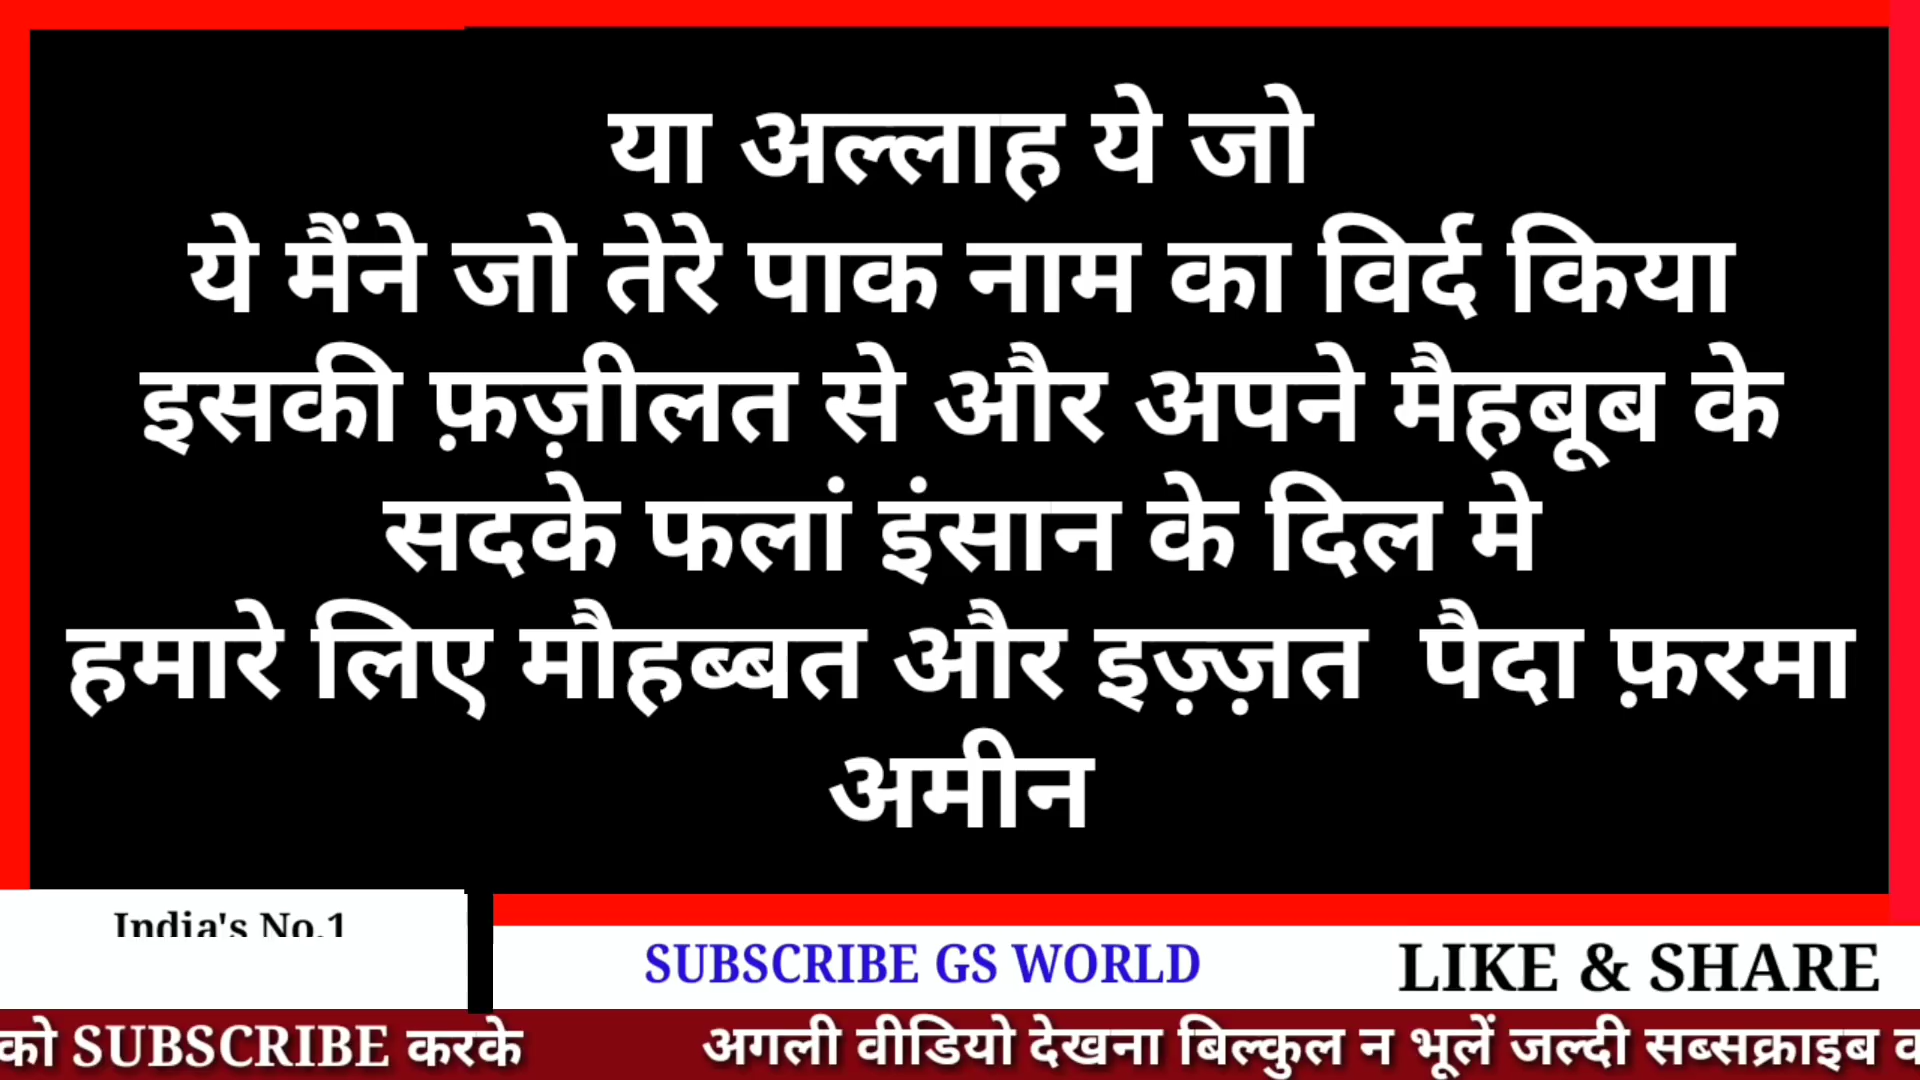 या अल्लाह ये जो
ये मैंने जो तेरे पाक नाम का विर्द किया
इसकी फ़ज़ीलत से और अपने मैहबूब के
सदके फलां इंसान के दिल मे
हमारे लिए मौहब्बत और इज़्ज़त  पैदा फ़रमा
अमीन
India's No.1
SUBSCRIBE GS WORLD
LIKE & SHARE
को SUBSCRIBE करके अगली वीडियो देखना बिल्कुल न भूलें जल्दी सब्सक्राइब